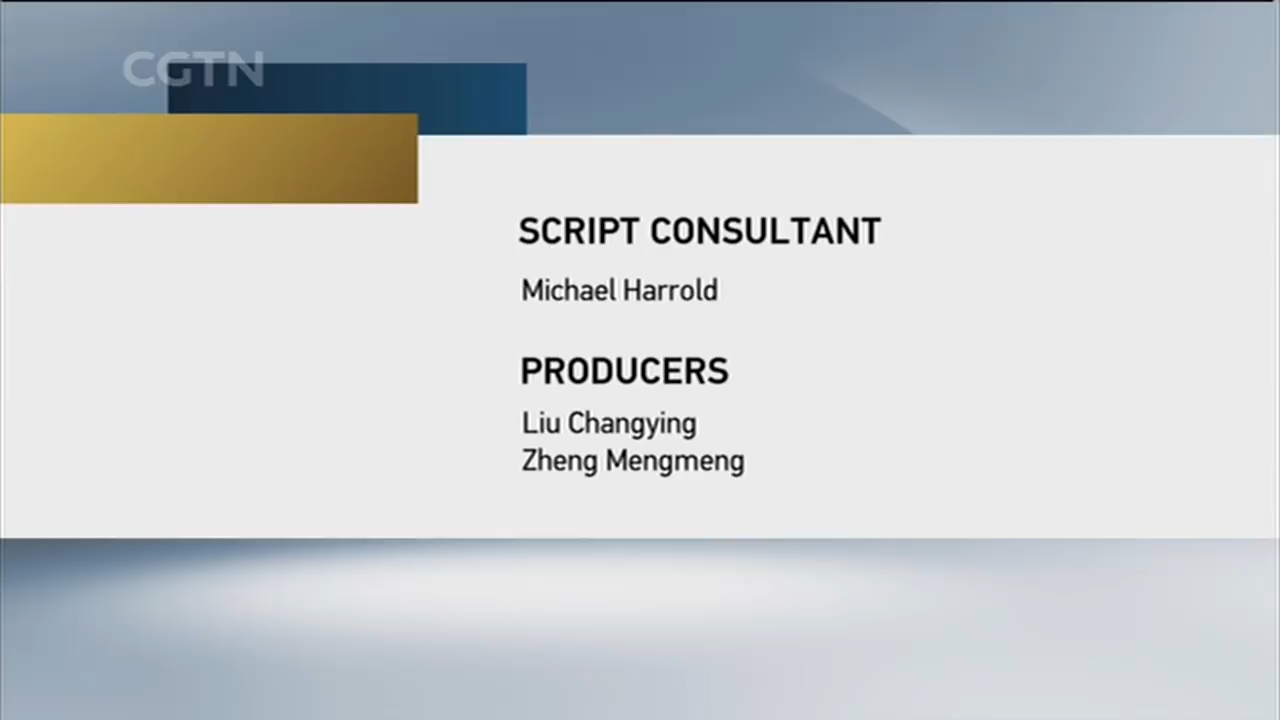 CGTN
SCRIPT CONSULTANT
Michael Harrold
PRODUCERS
Liu Changying
Zheng Mengmeng